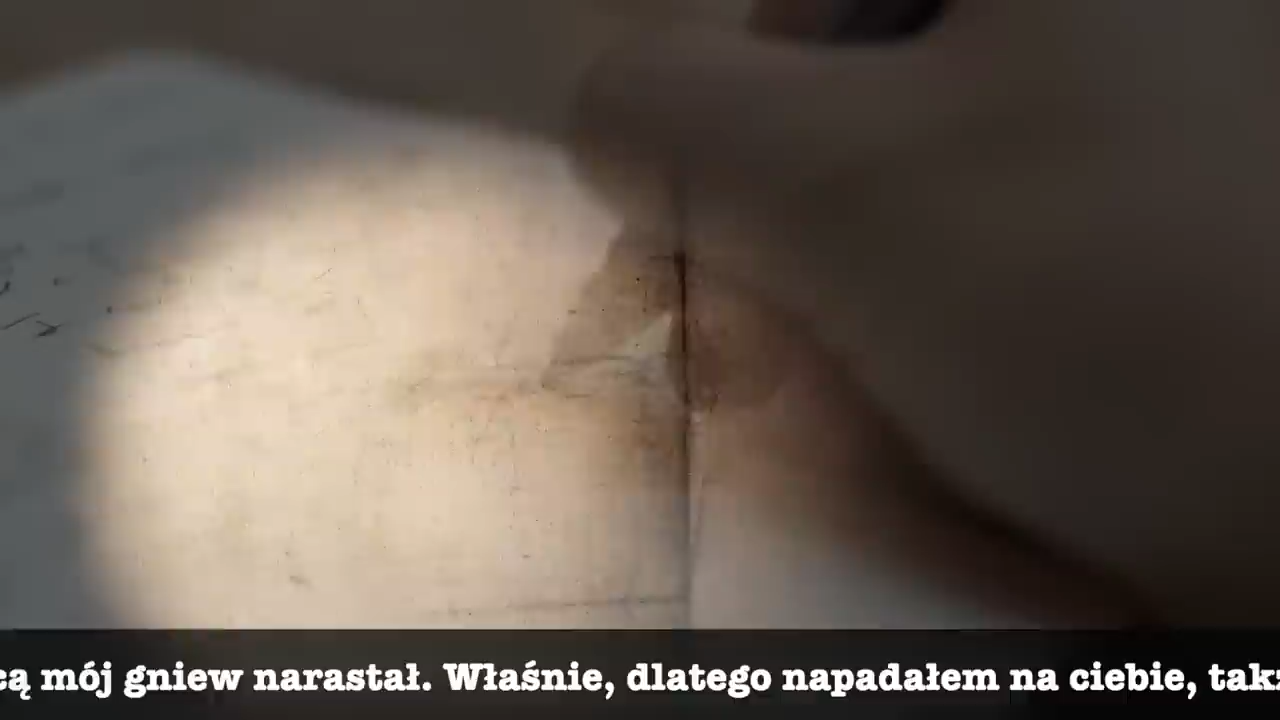 cą mój gniew narastał. Właśnie, dlatego napadałem na ciebie, tak